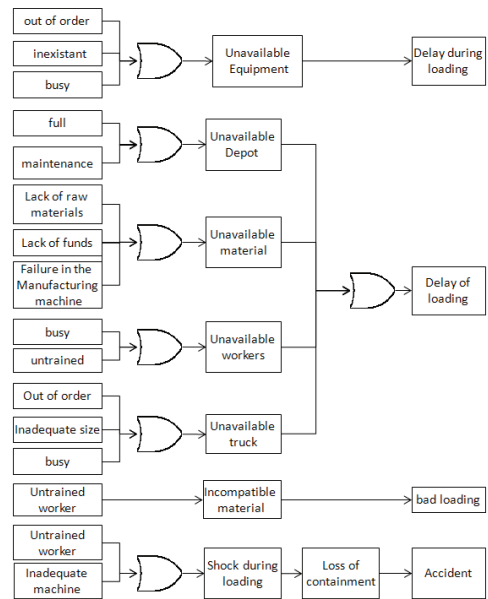 out of order
inexistant
busy
Unavailable
Equipment
Delay during
loading
full
maintenance
Unavailable
Depot
Lack of raw
materials
Lack of funds
Failure in the
Manufacturing
machine
Unavailable
material
Delay of
loading
busy
untrained
Unavailable
workers
Out of order
Inadequate size
busy
Unavailable
truck
Untrained
worker
Incompatible
material
bad loading
Untrained
worker
Inadequate
machine
Shock during
loading
Loss of
containment
Accident